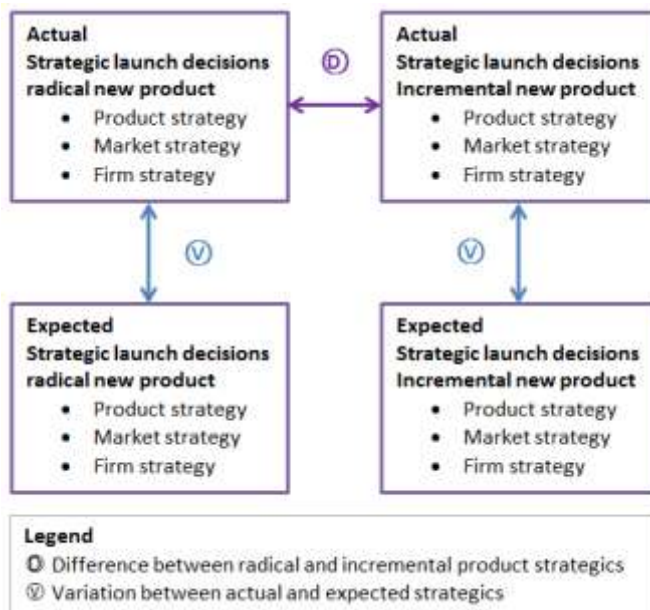 Actual
Strategic launch decisions
radical new product
• Product strategy
• Market strategy
• Firm strategy
Ⓓ
Actual
Strategic launch decisions
Incremental new product
• Product strategy
• Market strategy
• Firm strategy
Ⓥ
Ⓥ
Expected
Strategic launch decisions
radical new product
• Product strategy
• Market strategy
• Firm strategy
Expected
Strategic launch decisions
Incremental new product
• Product strategy
• Market strategy
• Firm strategy
Legend
Ⓓ Difference between radical and incremental product strategics
Ⓥ Variation between actual and expected strategics